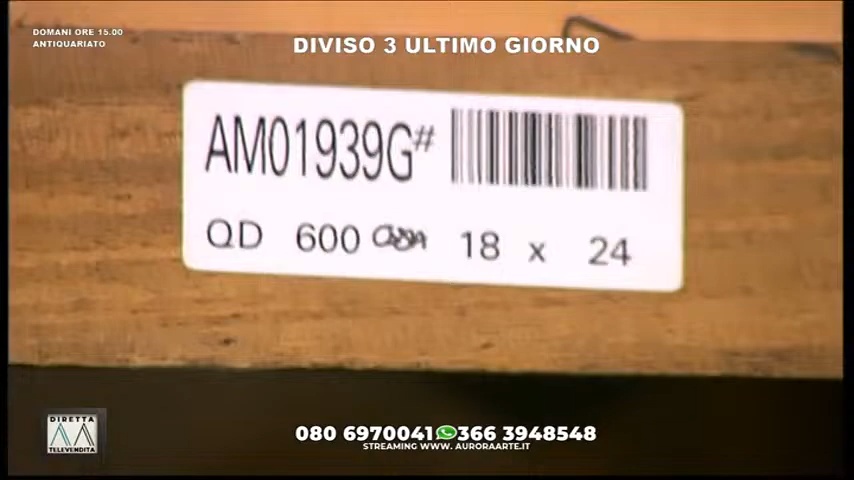 DOMANI ORE 15.00
ANTIQUARIATO
DIVISO 3 ULTIMO GIORNO
AM01939G#
QD 600 18 x 24
DIRETTA
TELEVENDITA
080 6970041 366 3948548
STREAMING WWW. AURORAARTE.IT